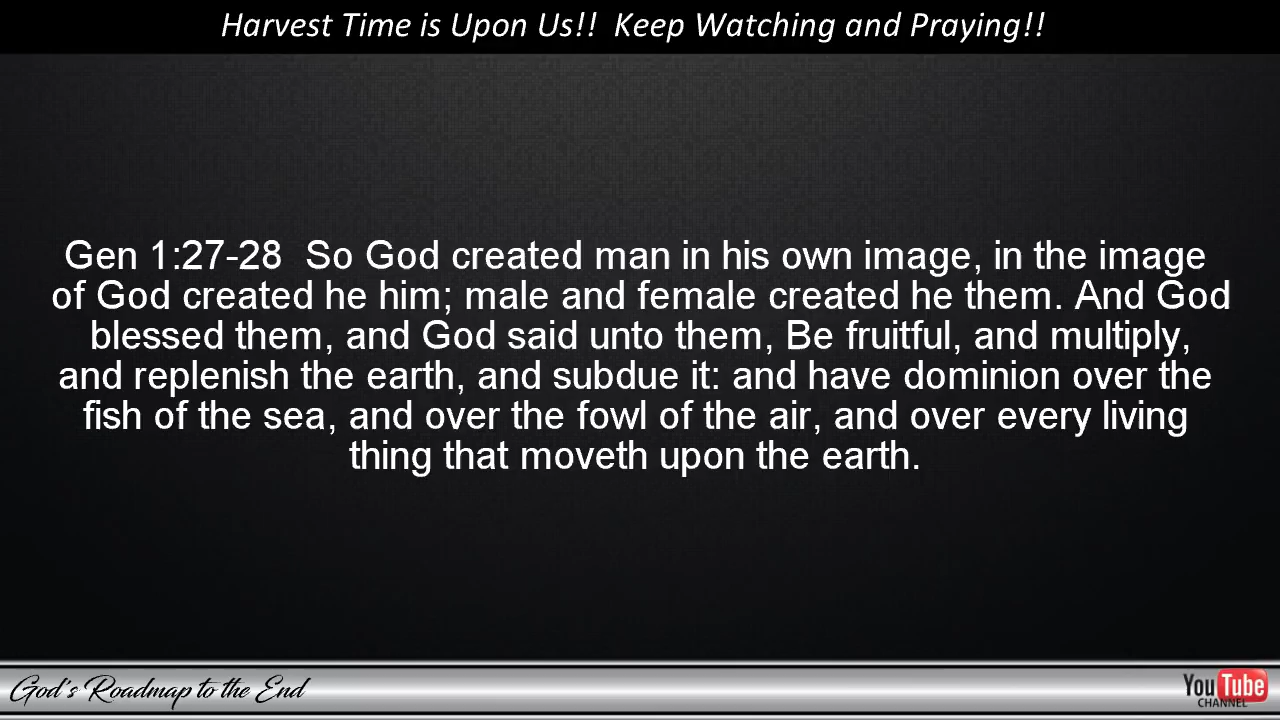 Harvest Time is Upon Us!!  Keep Watching and Praying!!
Gen 1:27-28  So God created man in his own image, in the image
of God created he him; male and female created he them. And God
blessed them, and God said unto them, Be fruitful, and multiply,
and replenish the earth, and subdue it: and have dominion over the
fish of the sea, and over the fowl of the air, and over every living
thing that moveth upon the earth.
God's Roadmap to the End
YouTube
CHANNEL